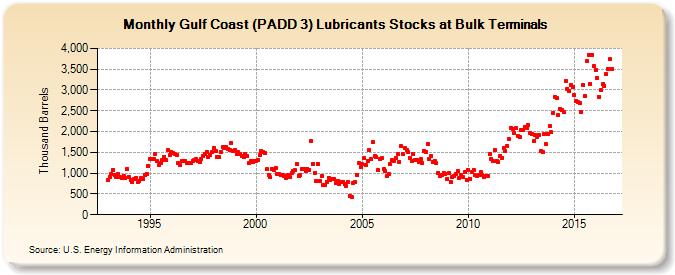 Monthly Gulf Coast (PADD 3) Lubricants Stocks at Bulk Terminals
Thousand Barrels
4,000
3,500
3,000
2,500
2,000
1,500
1,000
500
0
1995 2000 2005 2010 2015
Source: U.S. Energy Information Administration